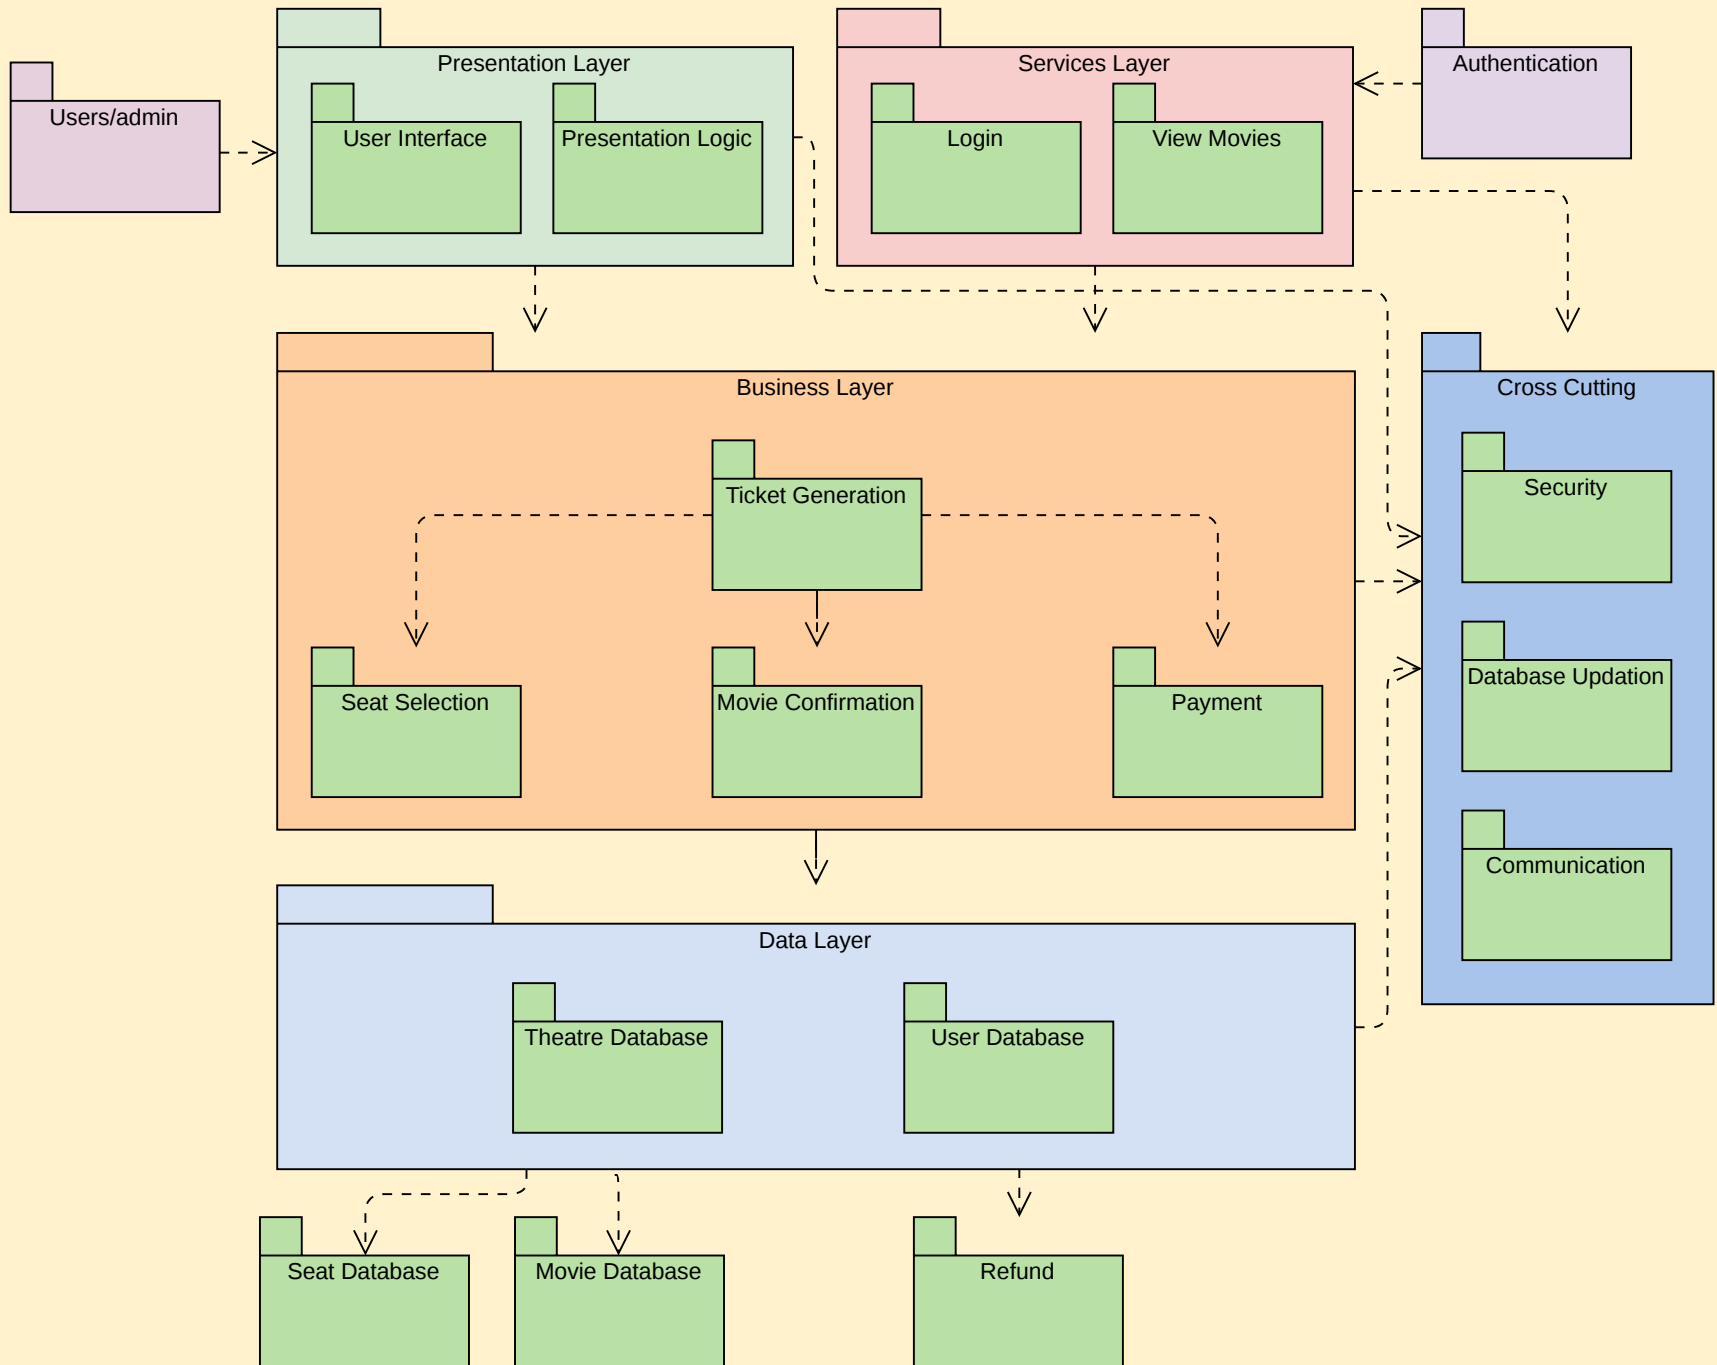 Presentation Layer
Services Layer
Authentication
Users/admin
User Interface
Presentation Logic
Login
View Movies
Business Layer
Cross Cutting
Ticket Generation
Security
Seat Selection
Movie Confirmation
Payment
Database Updation
Communication
Data Layer
Theatre Database
User Database
Seat Database
Movie Database
Refund